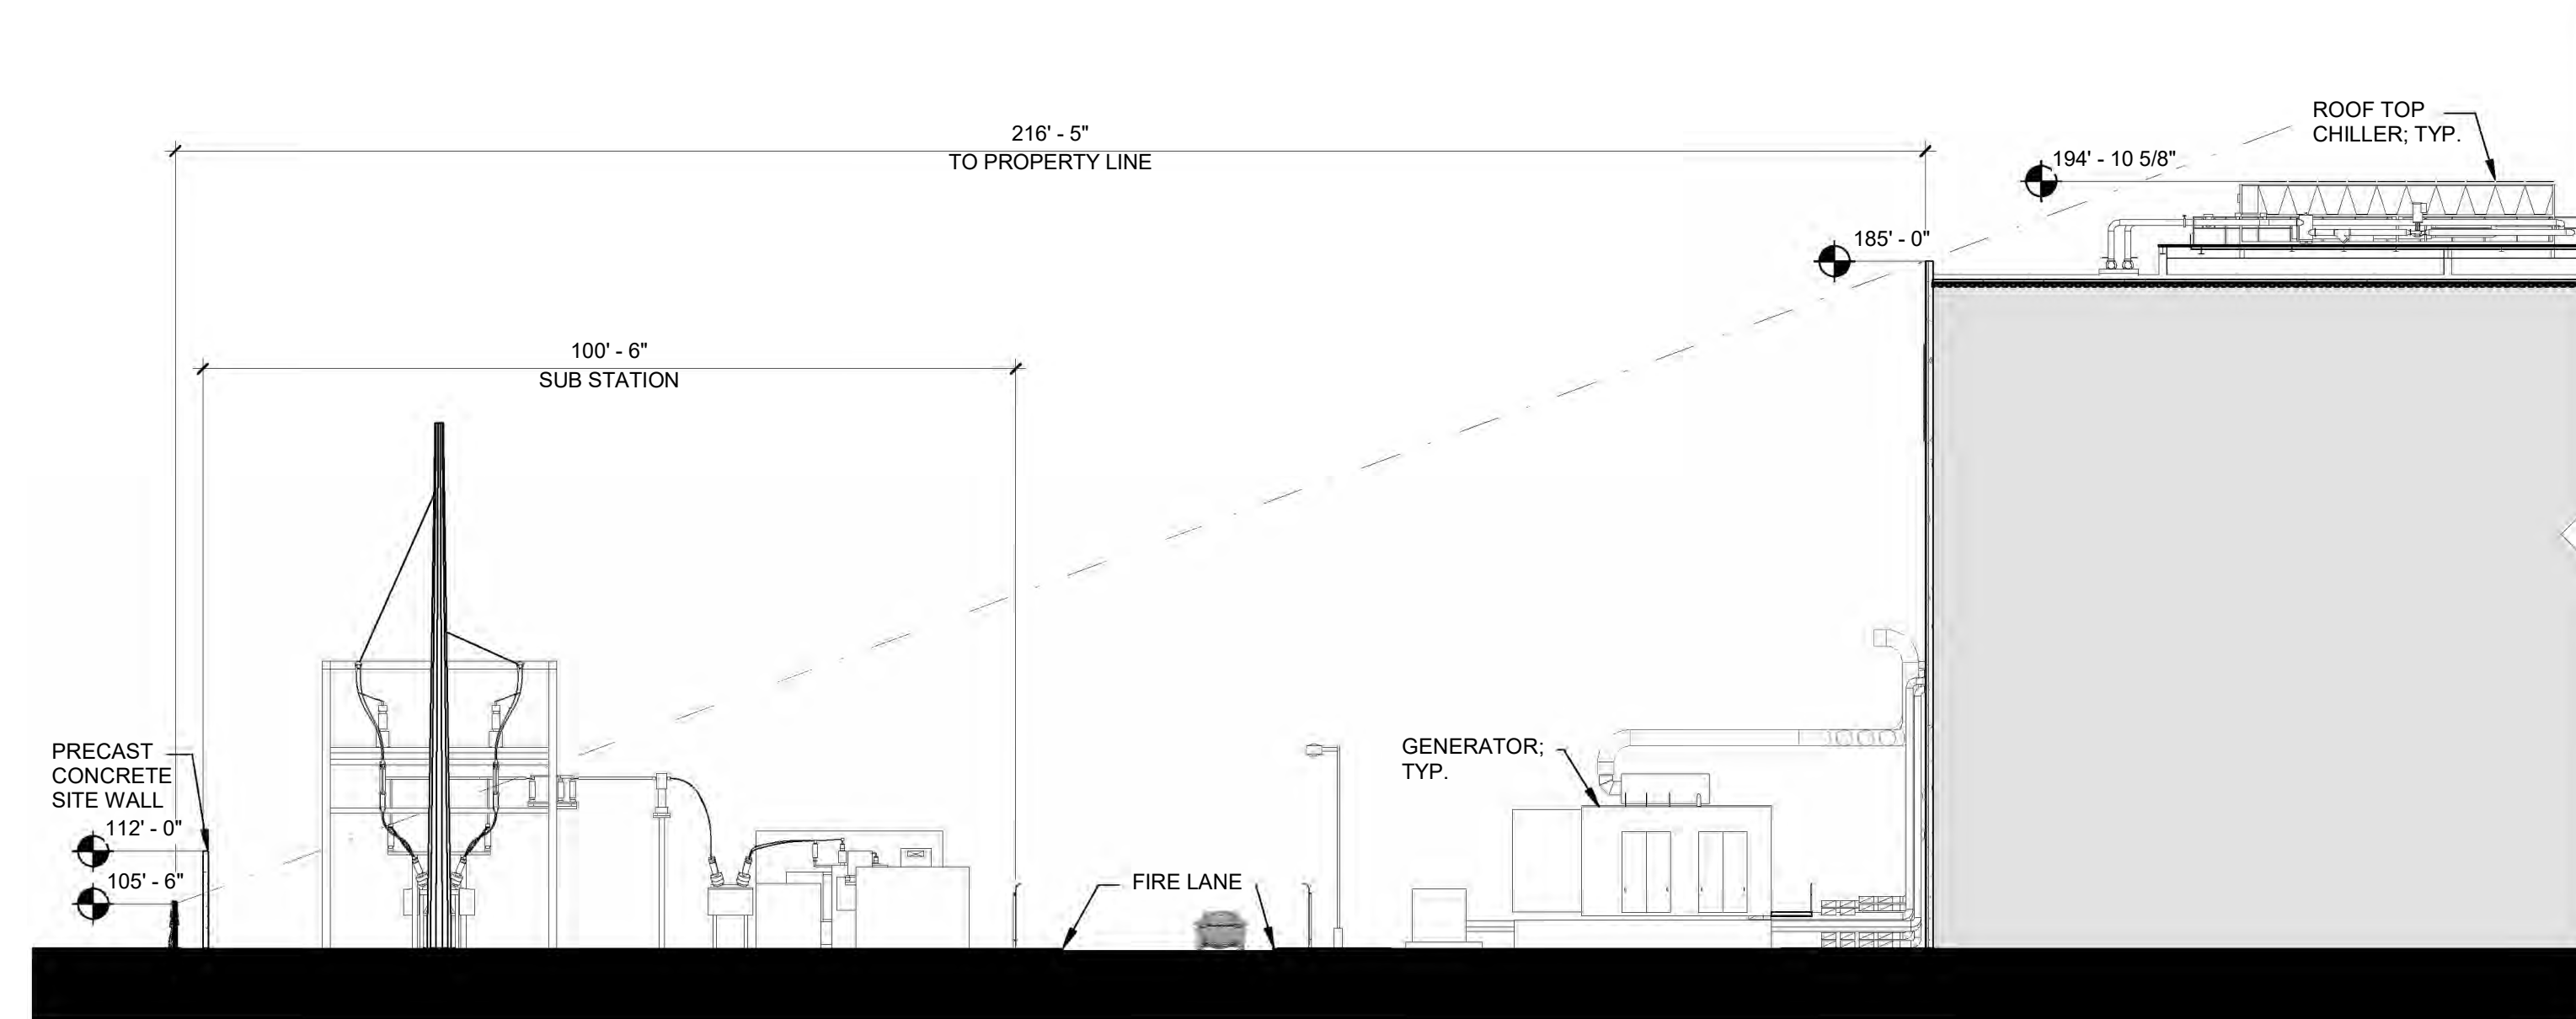 ROOF TOP
CHILLER; TYP.
216' - 5"
TO PROPERTY LINE
194' - 10 5/8"
185' - 0"
100' - 6"
SUB STATION
PRECAST
CONCRETE
SITE WALL
GENERATOR;
TYP.
112' - 0"
105' - 6"
FIRE LANE